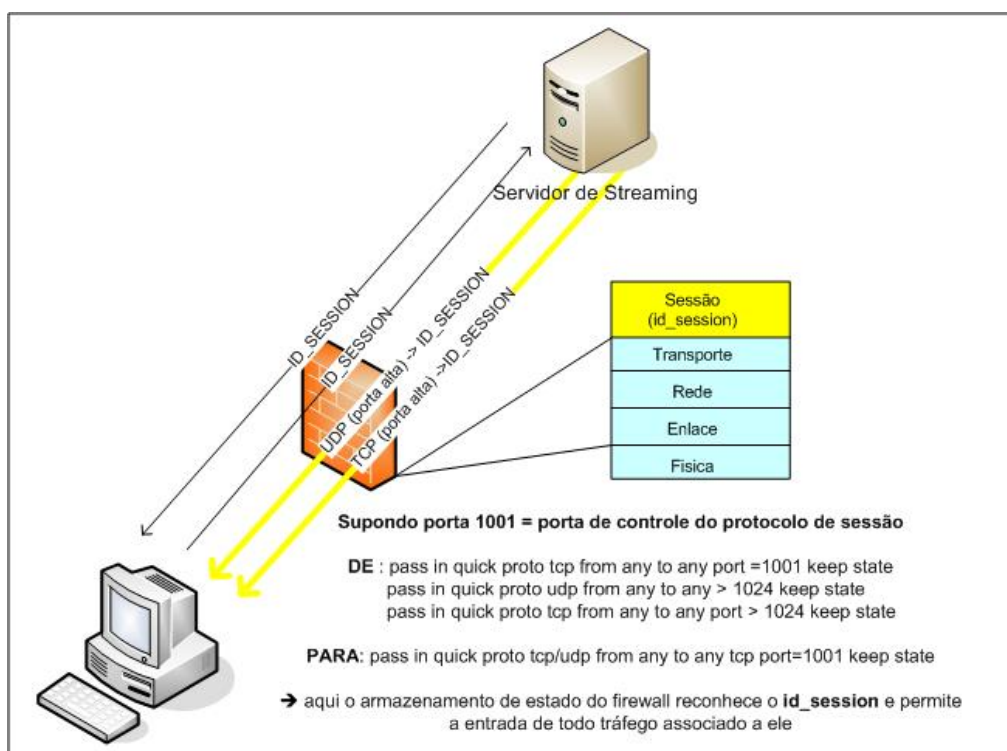 Servidor de Streaming
ID_SESSION
ID_SESSION
UDP (porta alta) -> ID_SESSION
TCP (porta alta) ->ID_SESSION
Sessão
(id_session)
Transporte
Rede
Enlace
Física
Supondo porta 1001 = porta de controle do protocolo de sessão
DE : pass in quick proto tcp from any to any port =1001 keep state
pass in quick proto udp from any to any > 1024 keep state
pass in quick proto tcp from any to any port > 1024 keep state
PARA: pass in quick proto tcp/udp from any to any tcp port=1001 keep state
➔ aqui o armazenamento de estado do firewall reconhece o id_session e permite
a entrada de todo tráfego associado a ele